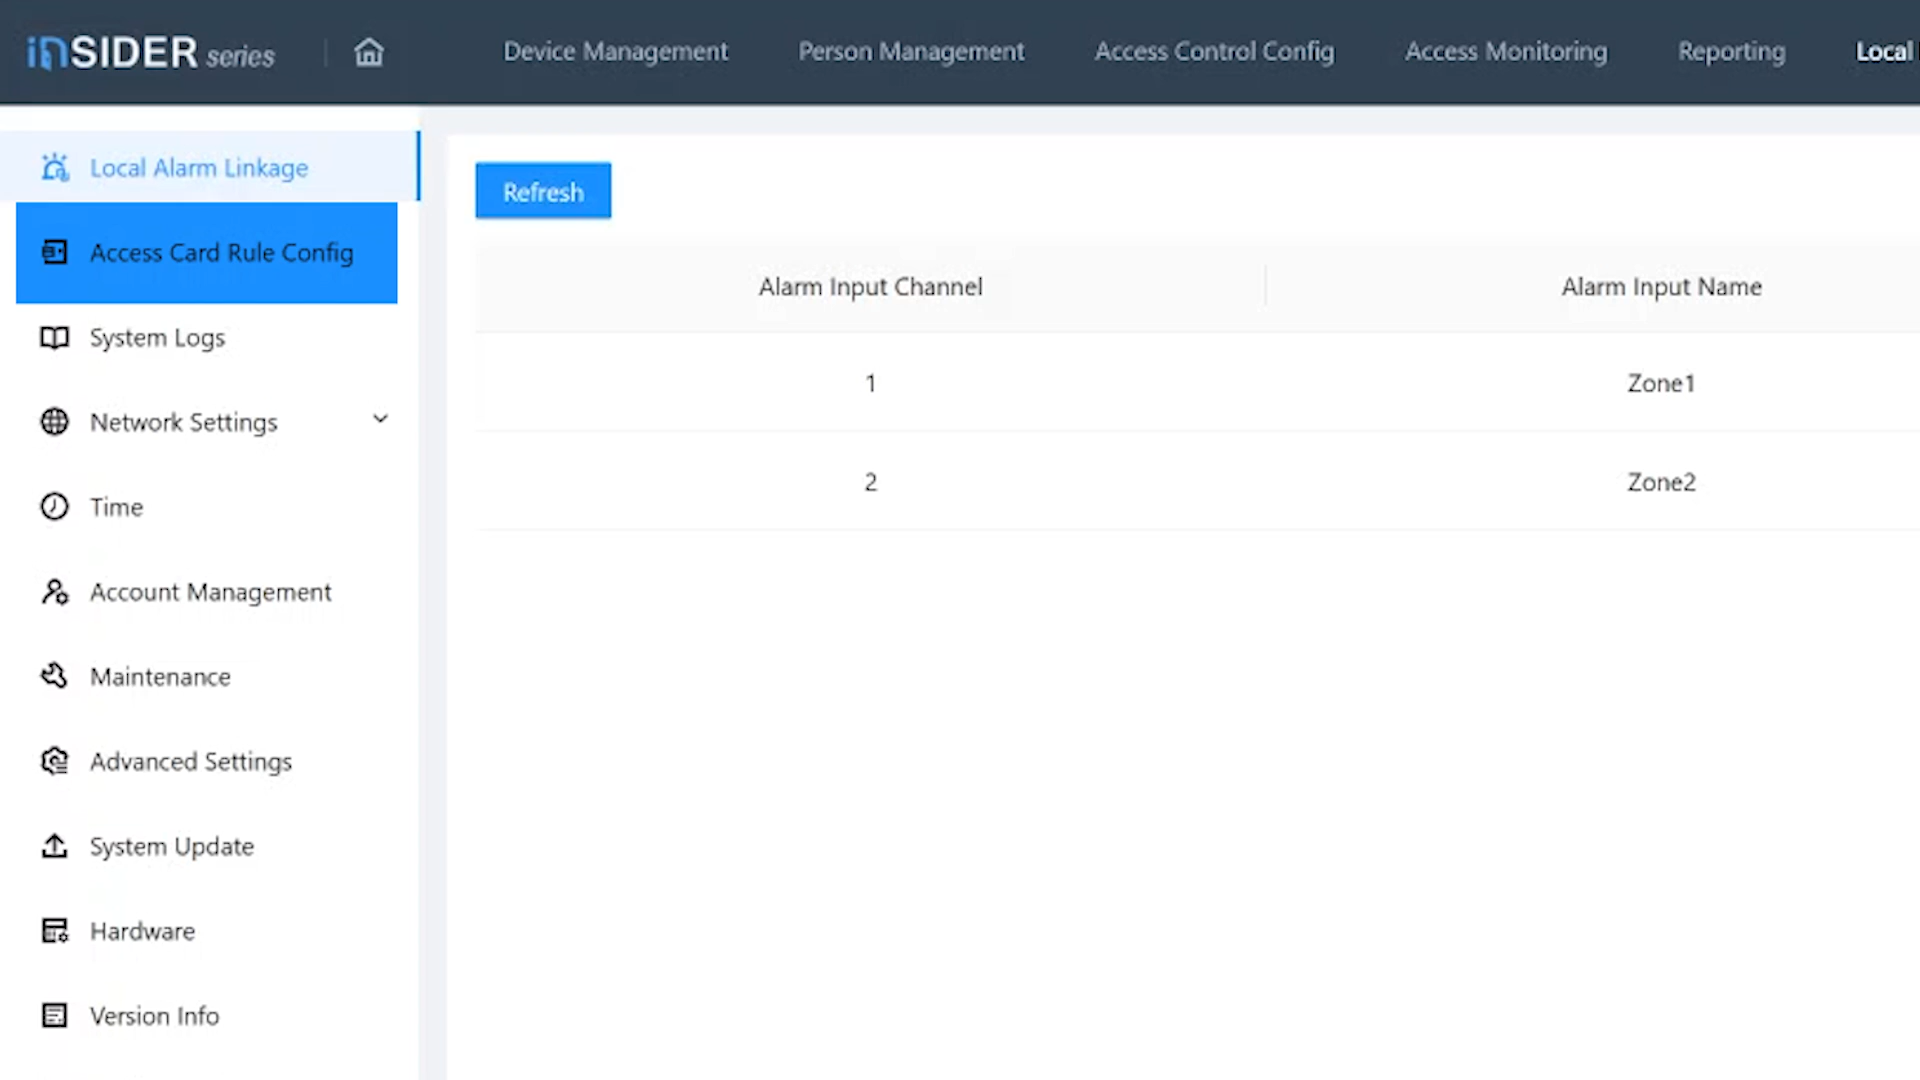 inSIDER series
Device Management
Person Management
Access Control Config
Access Monitoring
Reporting
Local
Local Alarm Linkage
Access Card Rule Config
System Logs
Network Settings
Time
Account Management
Maintenance
Advanced Settings
System Update
Hardware
Version Info
Refresh
Alarm Input Channel
Alarm Input Name
1
Zone1
2
Zone2